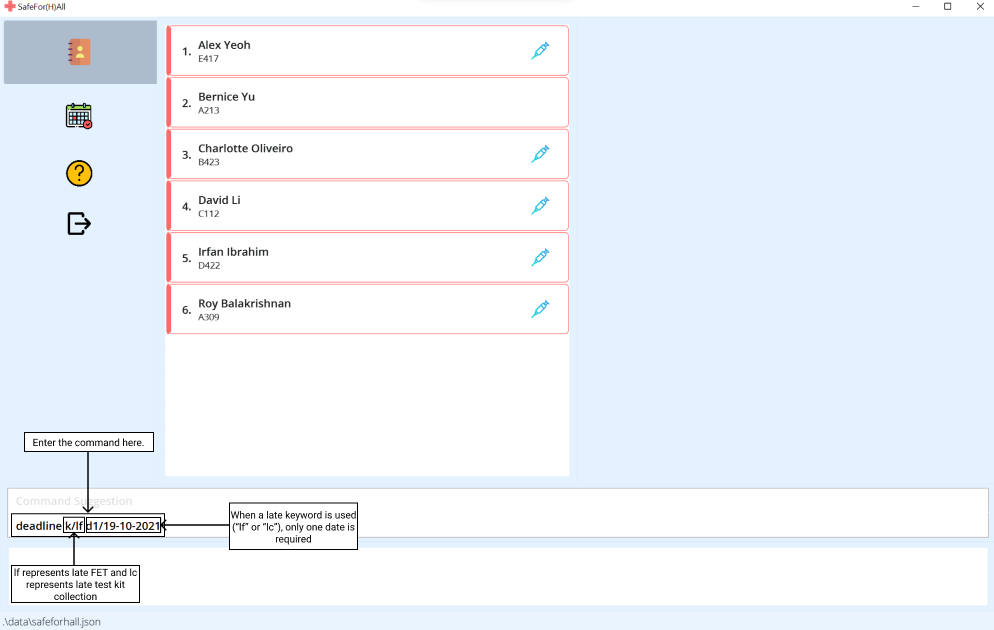 SafeFor(H)All
1. Alex Yeoh
E417
2. Bernice Yu
A213
3. Charlotte Oliveiro
B423
4. David Li
C112
5. Irfan Ibrahim
D422
6. Roy Balakrishnan
A309
Enter the command here.
Command Suggestion
deadline k/lf d1/19-10-2021
When a late keyword is used
("lf" or "lc"), only one date is
required
lf represents late FET and lc
represents late test kit
collection
.\data\safeforhall.json